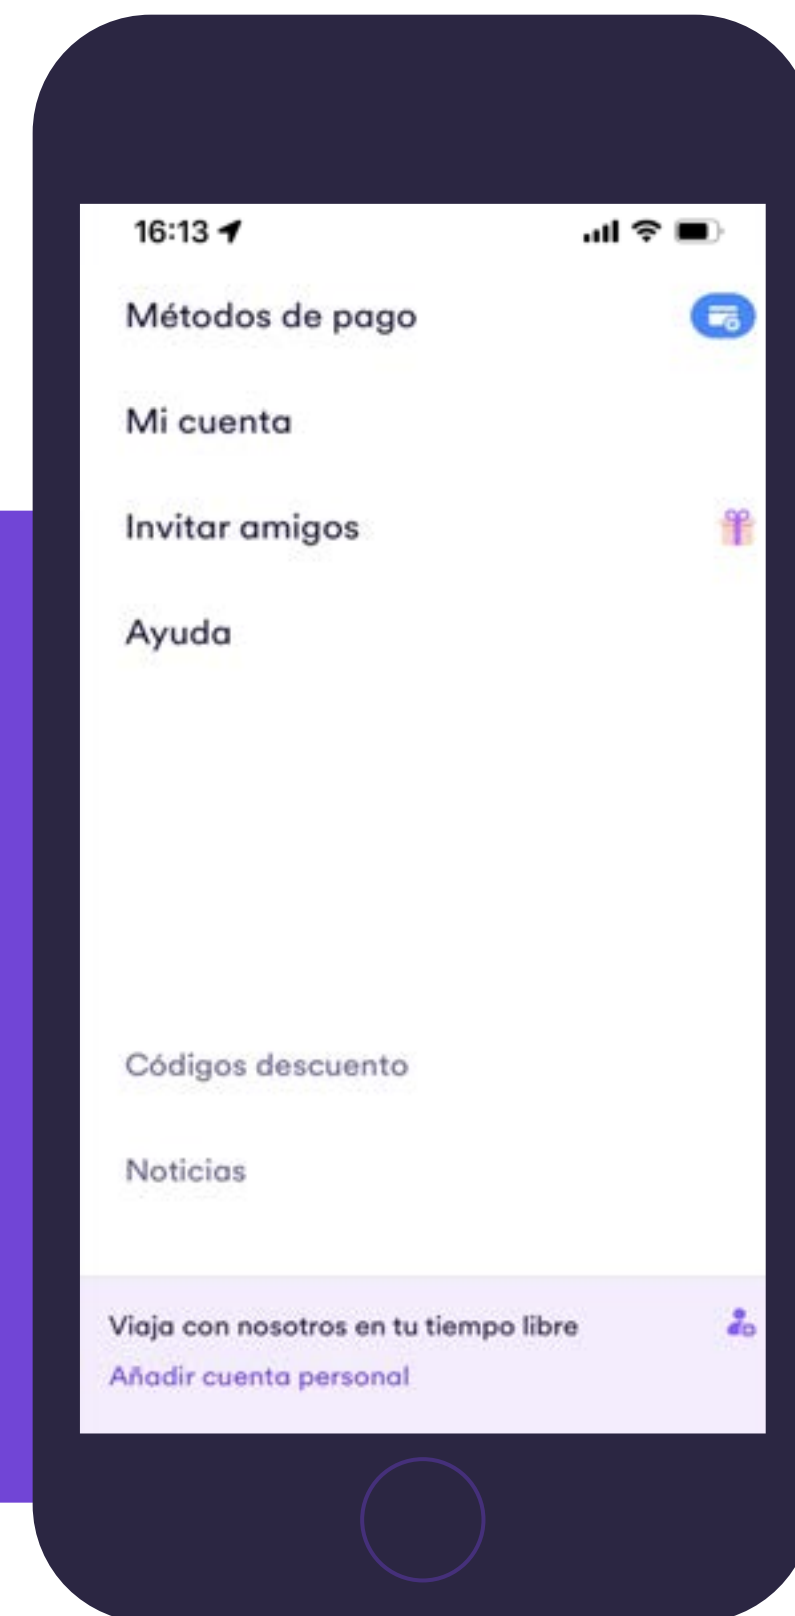 16:13
Métodos de pago
Mi cuenta
Invitar amigos
Ayuda
Códigos descuento
Noticias
Viaja con nosotros en tu tiempo libre
Añadir cuenta personal